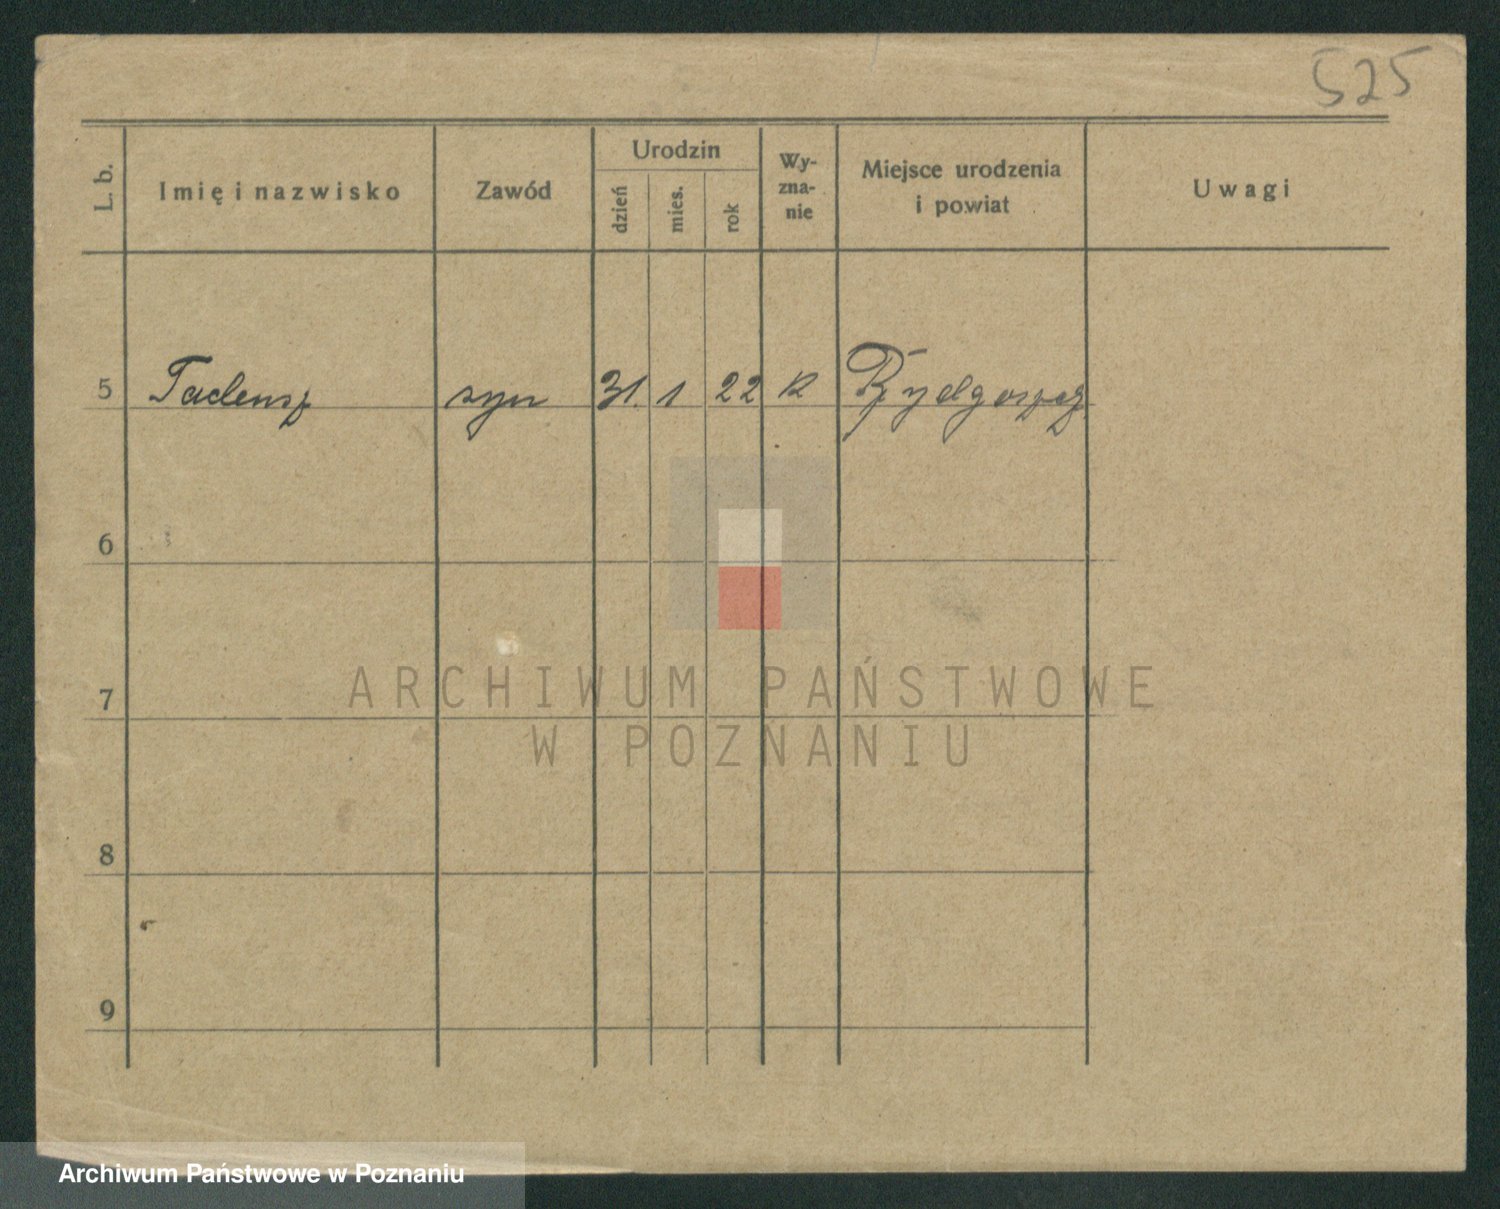 525
L. b.
Imię i nazwisko
Zawód
Urodzin
dzień
mies.
rok
Wy-
zna-
nie
Miejsce urodzenia
i powiat
Uwagi
5 Tadeusz syn 31. 1 22 k Bydgoszcz
6
7
8
9
ARCHIWUM PAŃSTWOWE
W POZNANIU
Archiwum Państwowe w Poznaniu